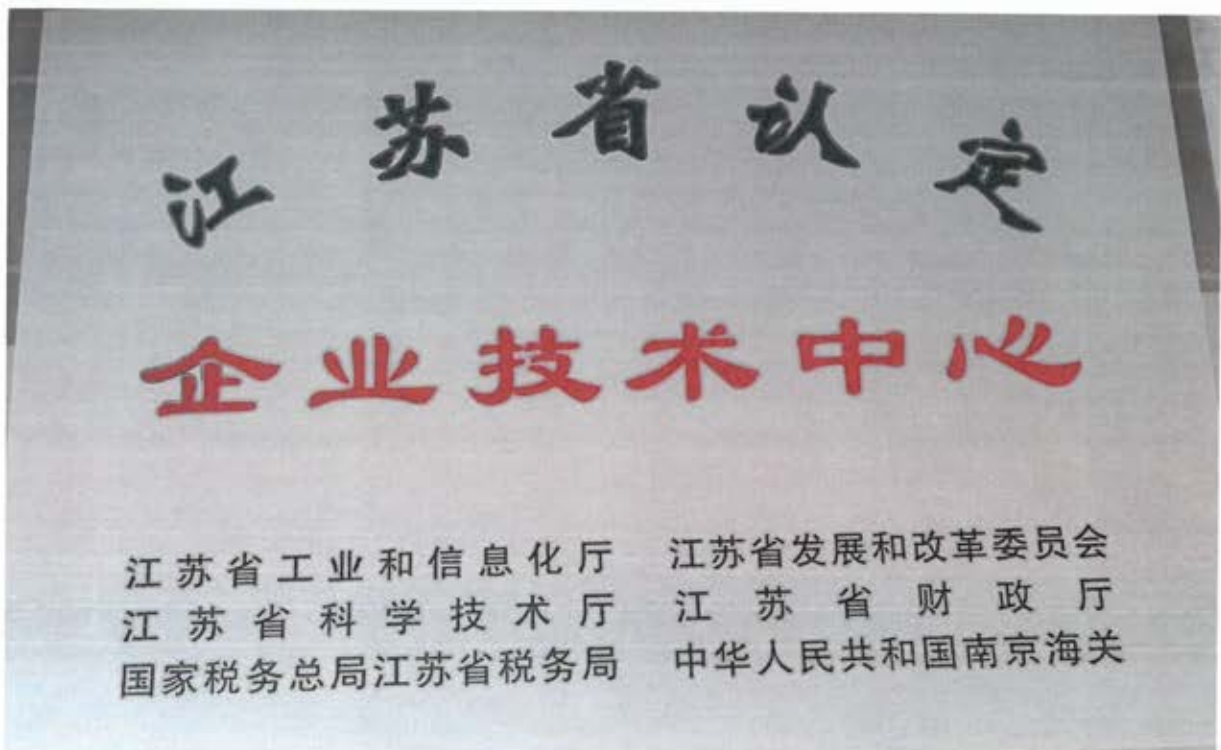 江苏省认定
企业技术中心
江苏省工业和信息化厅 江苏省发展和改革委员会
江苏省科学技术厅 江苏省财政厅
国家税务总局江苏省税务局 中华人民共和国南京海关